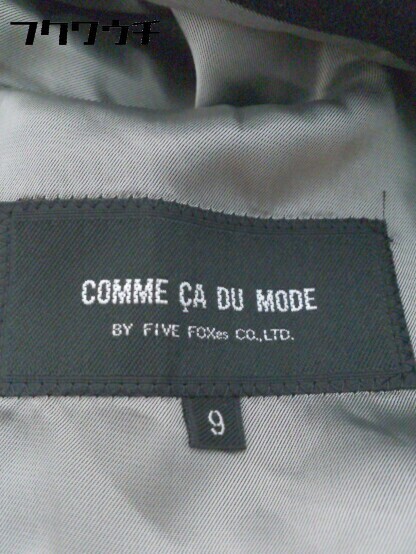 フクワウチ
COMME ÇA DU MODE
BY FIVE FOXes CO.,LTD.
9